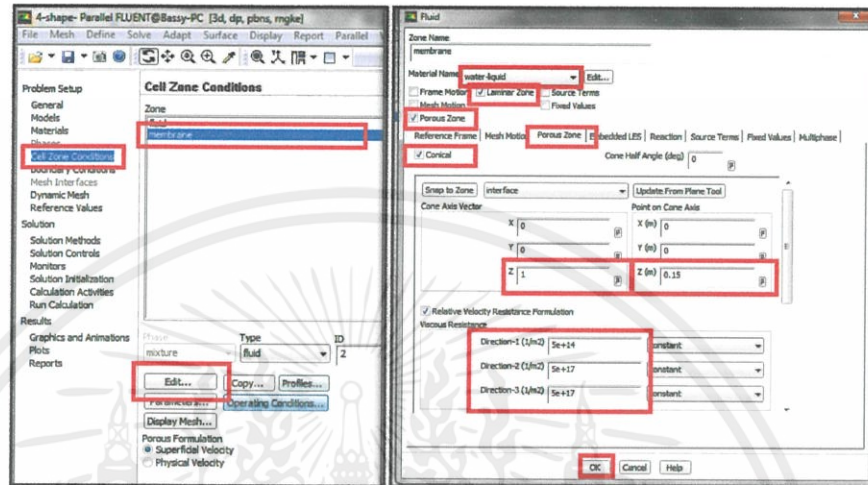 4-shape- Parallel FLUENT@Bassy-PC [3d, dp, pbns, rngke]
File Mesh Define Solve Adapt Surface Display Report Parallel
Problem Setup
General
Models
Materials
Phases
Cell Zone Conditions
Boundary Conditions
Mesh Interfaces
Dynamic Mesh
Reference Values
Solution
Solution Methods
Solution Controls
Monitors
Solution Initialization
Calculation Activities
Run Calculation
Results
Graphics and Animations
Plots
Reports
Cell Zone Conditions
Zone
fluid
membrane
Phase Type ID
mixture fluid 2
Edit... Copy... Profiles...
Parameters... Operating Conditions...
Display Mesh...
Porous Formulation
Superficial Velocity
Physical Velocity
Fluid
Zone Name
membrane
Material Name water-liquid Edit...
Frame Motion Laminar Zone Source Terms
Mesh Motion Fixed Values
Porous Zone
Reference Frame Mesh Motion Porous Zone Embedded LES Reaction Source Terms Fixed Values Multiphase
Conical Cone Half Angle (deg) 0
Snap to Zone interface Update From Plane Tool
Cone Axis Vector Point on Cone Axis
X 0 X (m) 0
Y 0 Y (m) 0
Z 1 Z (m) 0.15
Relative Velocity Resistance Formulation
Viscous Resistance
Direction-1 (1/m2) 5e+14 constant
Direction-2 (1/m2) 5e+17 constant
Direction-3 (1/m2) 5e+17 constant
OK Cancel Help